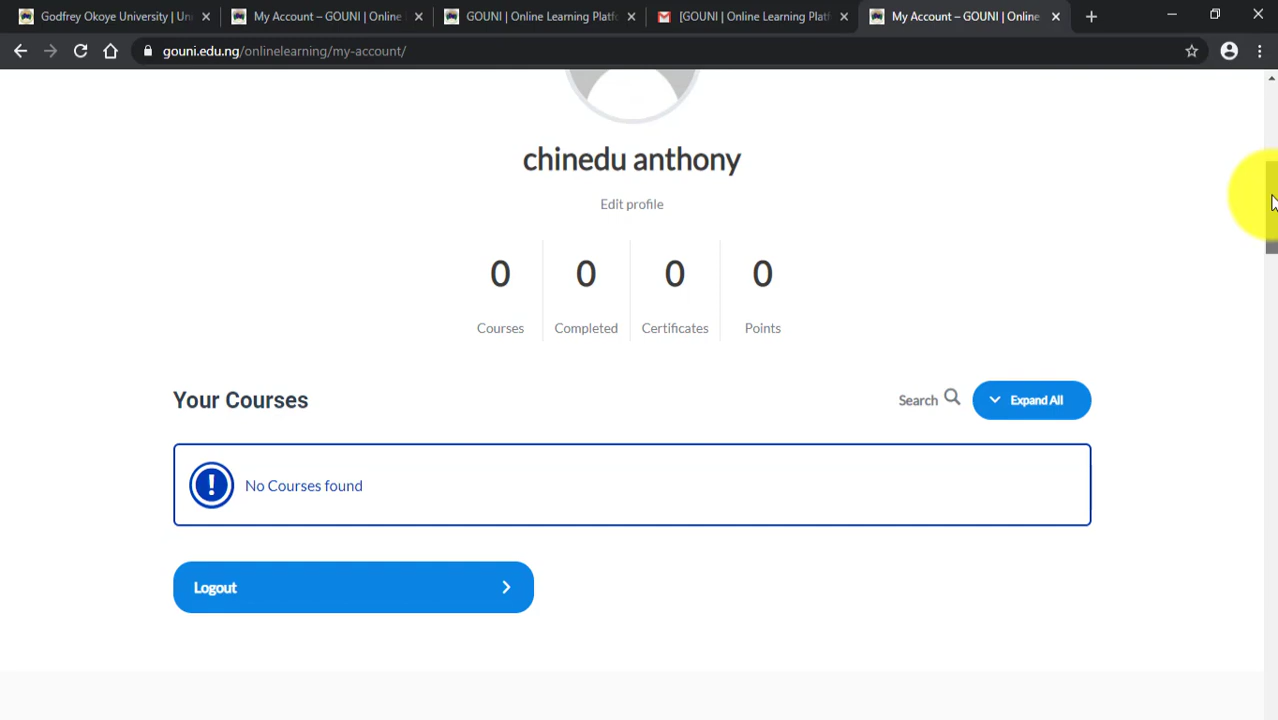 Godfrey Okoye University | Un
My Account – GOUNI | Online
GOUNI | Online Learning Platfo
[GOUNI | Online Learning Platf
My Account – GOUNI | Online
gouni.edu.ng/onlinelearning/my-account/
chinedu anthony
Edit profile
0 0 0 0
Courses Completed Certificates Points
Your Courses
Search
Expand All
! No Courses found
Logout